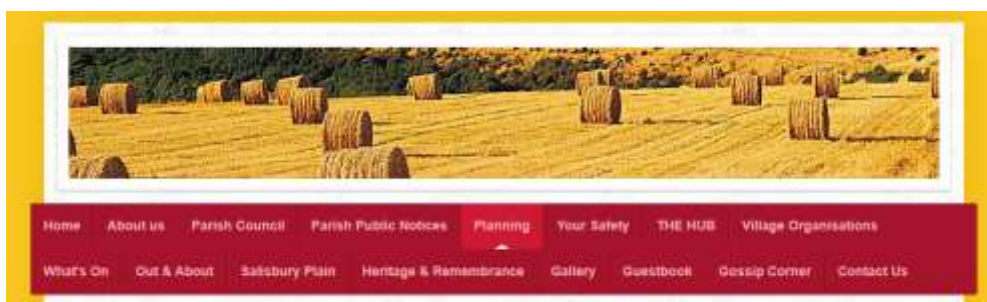 Home About us Parish Council Parish Public Notices Planning Your Safety THE HUB Village Organisations
What's On Out & About Salisbury Plain Heritage & Remembrance Gallery Guestbook Gossip Corner Contact Us